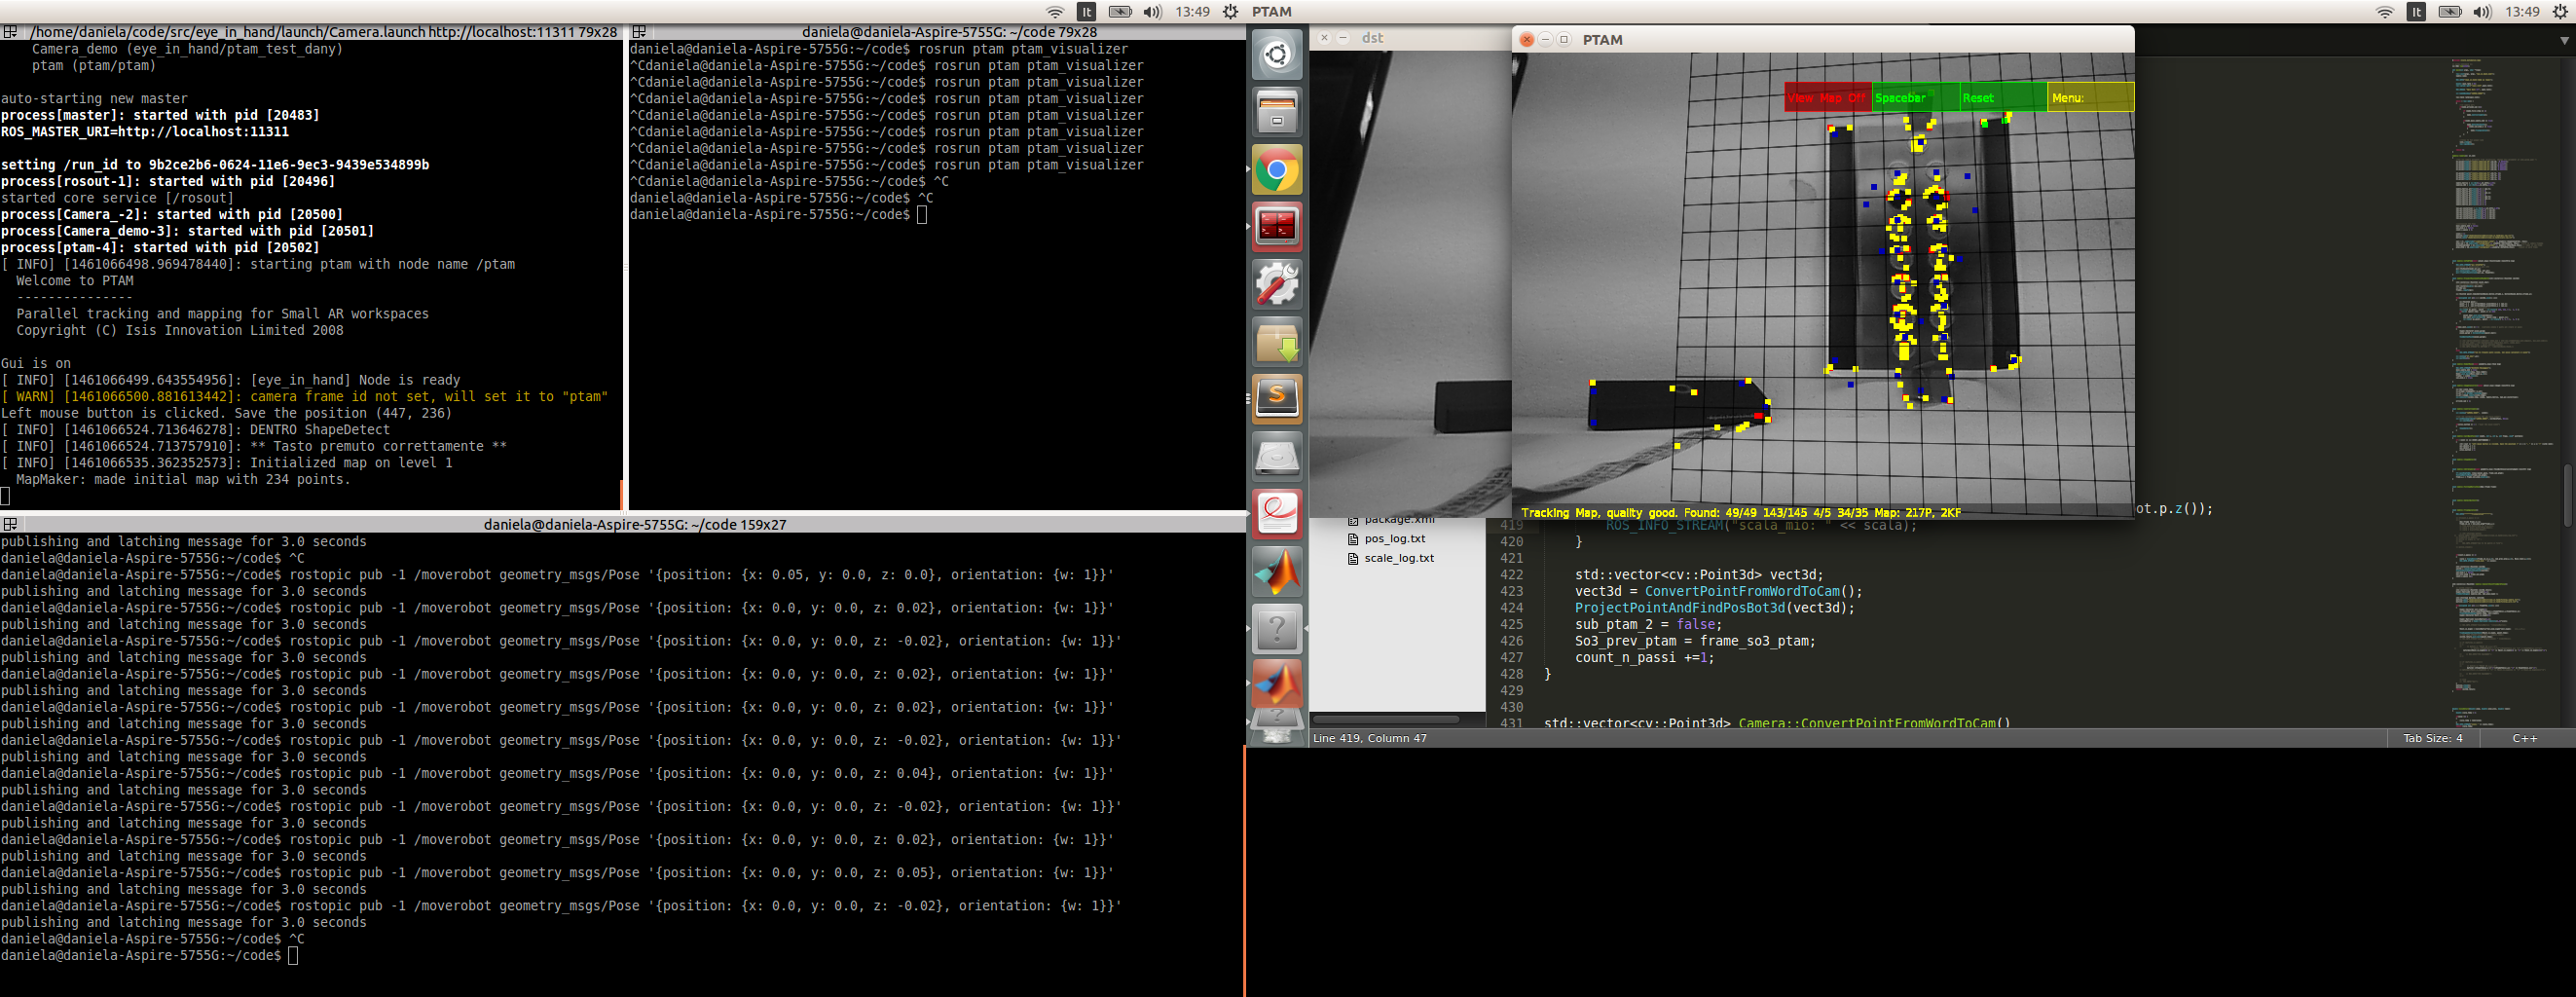 13:49
PTAM
13:49
/home/daniela/code/src/eye_in_hand/launch/Camera.launch http://localhost:11311 79x28
Camera_demo (eye_in_hand/ptam_test_dany)
ptam (ptam/ptam)
auto-starting new master
process[master]: started with pid [20483]
ROS_MASTER_URI=http://localhost:11311
setting /run_id to 9b2ce2b6-0624-11e6-9ec3-9439e534899b
process[rosout-1]: started with pid [20496]
started core service [/rosout]
process[Camera_-2]: started with pid [20500]
process[Camera_demo-3]: started with pid [20501]
process[ptam-4]: started with pid [20502]
[ INFO] [1461066498.969478440]: starting ptam with node name /ptam
Welcome to PTAM
---------------
Parallel tracking and mapping for Small AR workspaces
Copyright (C) Isis Innovation Limited 2008
Gui is on
[ INFO] [1461066499.643554956]: [eye_in_hand] Node is ready
[ WARN] [1461066500.881613442]: camera frame id not set, will set it to "ptam"
Left mouse button is clicked. Save the position (447, 236)
[ INFO] [1461066524.713646278]: DENTRO ShapeDetect
[ INFO] [1461066524.713757910]: ** Tasto premuto correttamente **
[ INFO] [1461066535.362352573]: Initialized map on level 1
MapMaker: made initial map with 234 points.
daniela@daniela-Aspire-5755G: ~/code 79x28
daniela@daniela-Aspire-5755G:~/code$ rosrun ptam ptam_visualizer
^Cdaniela@daniela-Aspire-5755G:~/code$ rosrun ptam ptam_visualizer
^Cdaniela@daniela-Aspire-5755G:~/code$ rosrun ptam ptam_visualizer
^Cdaniela@daniela-Aspire-5755G:~/code$ rosrun ptam ptam_visualizer
^Cdaniela@daniela-Aspire-5755G:~/code$ rosrun ptam ptam_visualizer
^Cdaniela@daniela-Aspire-5755G:~/code$ rosrun ptam ptam_visualizer
^Cdaniela@daniela-Aspire-5755G:~/code$ rosrun ptam ptam_visualizer
^Cdaniela@daniela-Aspire-5755G:~/code$ rosrun ptam ptam_visualizer
^Cdaniela@daniela-Aspire-5755G:~/code$ ^C
daniela@daniela-Aspire-5755G:~/code$ ^C
daniela@daniela-Aspire-5755G:~/code$
daniela@daniela-Aspire-5755G: ~/code 159x27
publishing and latching message for 3.0 seconds
daniela@daniela-Aspire-5755G:~/code$ ^C
daniela@daniela-Aspire-5755G:~/code$ rostopic pub -1 /moverobot geometry_msgs/Pose '{position: {x: 0.05, y: 0.0, z: 0.0}, orientation: {w: 1}}'
publishing and latching message for 3.0 seconds
daniela@daniela-Aspire-5755G:~/code$ rostopic pub -1 /moverobot geometry_msgs/Pose '{position: {x: 0.0, y: 0.0, z: 0.02}, orientation: {w: 1}}'
publishing and latching message for 3.0 seconds
daniela@daniela-Aspire-5755G:~/code$ rostopic pub -1 /moverobot geometry_msgs/Pose '{position: {x: 0.0, y: 0.0, z: -0.02}, orientation: {w: 1}}'
publishing and latching message for 3.0 seconds
daniela@daniela-Aspire-5755G:~/code$ rostopic pub -1 /moverobot geometry_msgs/Pose '{position: {x: 0.0, y: 0.0, z: 0.02}, orientation: {w: 1}}'
publishing and latching message for 3.0 seconds
daniela@daniela-Aspire-5755G:~/code$ rostopic pub -1 /moverobot geometry_msgs/Pose '{position: {x: 0.0, y: 0.0, z: 0.02}, orientation: {w: 1}}'
publishing and latching message for 3.0 seconds
daniela@daniela-Aspire-5755G:~/code$ rostopic pub -1 /moverobot geometry_msgs/Pose '{position: {x: 0.0, y: 0.0, z: -0.02}, orientation: {w: 1}}'
publishing and latching message for 3.0 seconds
daniela@daniela-Aspire-5755G:~/code$ rostopic pub -1 /moverobot geometry_msgs/Pose '{position: {x: 0.0, y: 0.0, z: 0.04}, orientation: {w: 1}}'
publishing and latching message for 3.0 seconds
daniela@daniela-Aspire-5755G:~/code$ rostopic pub -1 /moverobot geometry_msgs/Pose '{position: {x: 0.0, y: 0.0, z: -0.02}, orientation: {w: 1}}'
publishing and latching message for 3.0 seconds
daniela@daniela-Aspire-5755G:~/code$ rostopic pub -1 /moverobot geometry_msgs/Pose '{position: {x: 0.0, y: 0.0, z: 0.02}, orientation: {w: 1}}'
publishing and latching message for 3.0 seconds
daniela@daniela-Aspire-5755G:~/code$ rostopic pub -1 /moverobot geometry_msgs/Pose '{position: {x: 0.0, y: 0.0, z: 0.05}, orientation: {w: 1}}'
publishing and latching message for 3.0 seconds
daniela@daniela-Aspire-5755G:~/code$ rostopic pub -1 /moverobot geometry_msgs/Pose '{position: {x: 0.0, y: 0.0, z: -0.02}, orientation: {w: 1}}'
publishing and latching message for 3.0 seconds
daniela@daniela-Aspire-5755G:~/code$ ^C
daniela@daniela-Aspire-5755G:~/code$
dst
PTAM
View Map Off Spacebar Reset Menu:
Tracking Map, quality good. Found: 49/49 143/145 4/5 34/35 Map: 217P, 2KF
package.xml
pos_log.txt
scale_log.txt
ot.p.z());
419 ROS_INFO_STREAM("scala_mio: " << scala);
420 }
421
422 std::vector<cv::Point3d> vect3d;
423 vect3d = ConvertPointFromWordToCam();
424 ProjectPointAndFindPosBot3d(vect3d);
425 sub_ptam_2 = false;
426 So3_prev_ptam = frame_so3_ptam;
427 count_n_passi +=1;
428 }
429
430
431 std::vector<cv::Point3d> Camera::ConvertPointFromWordToCam()
Line 419, Column 47
Tab Size: 4
C++